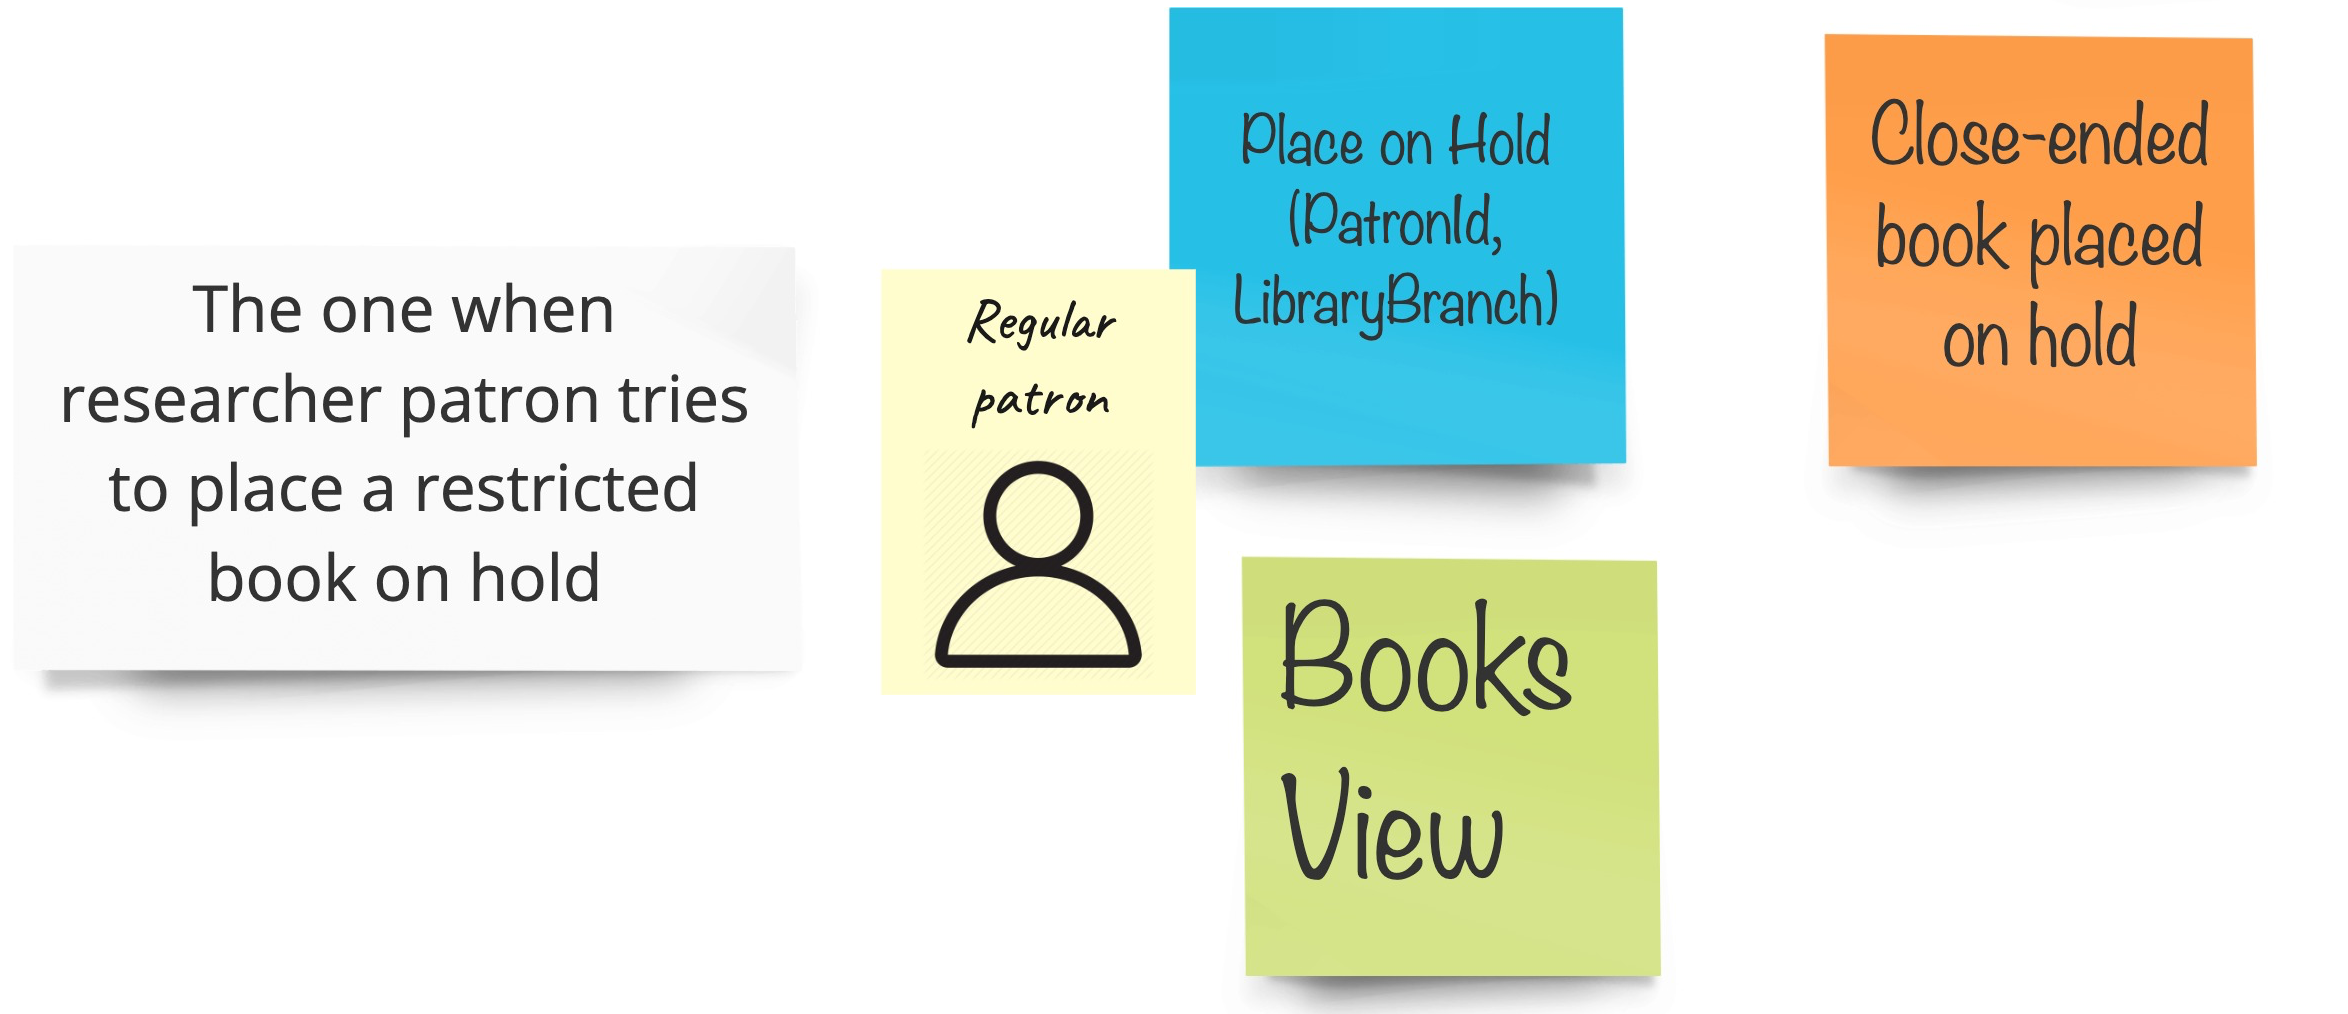 The one when
researcher patron tries
to place a restricted
book on hold
Regular
patron
Place on Hold
(PatronId,
LibraryBranch)
Close-ended
book placed
on hold
Books
View